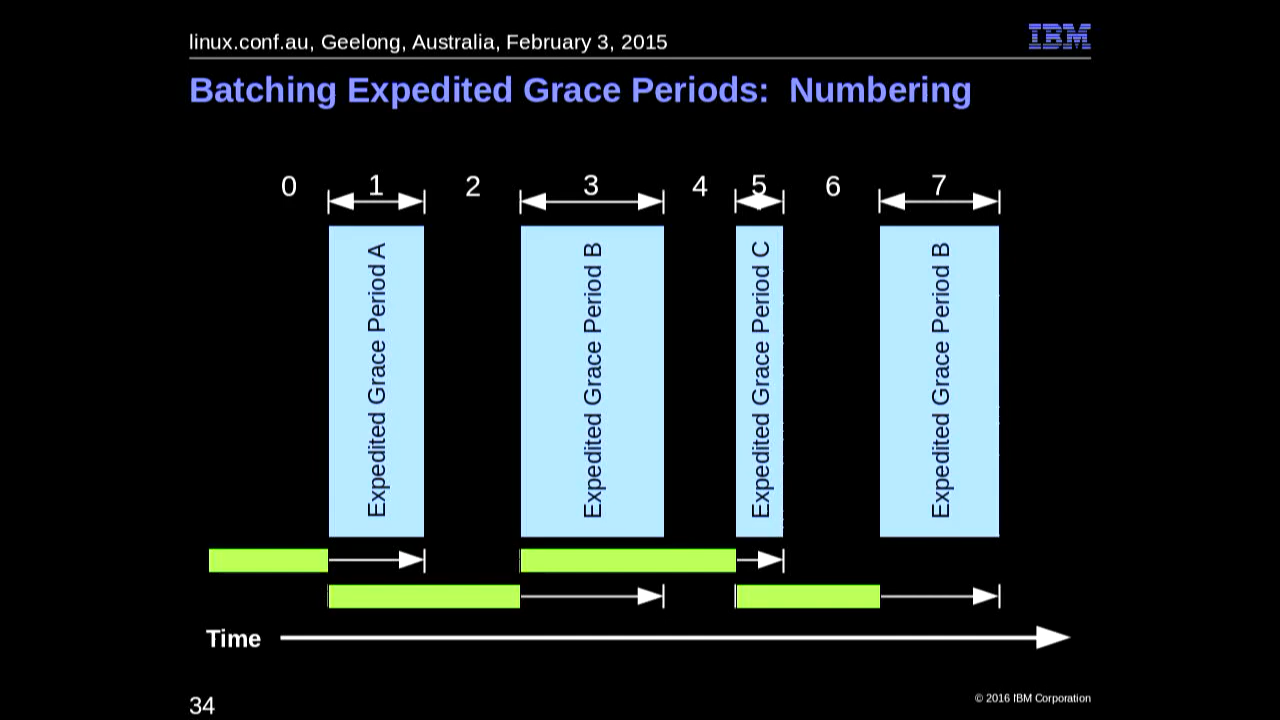 linux.conf.au, Geelong, Australia, February 3, 2015
IBM
Batching Expedited Grace Periods: Numbering
0 1 2 3 4 5 6 7
Expedited Grace Period A
Expedited Grace Period B
Expedited Grace Period C
Expedited Grace Period B
Time
34
© 2016 IBM Corporation